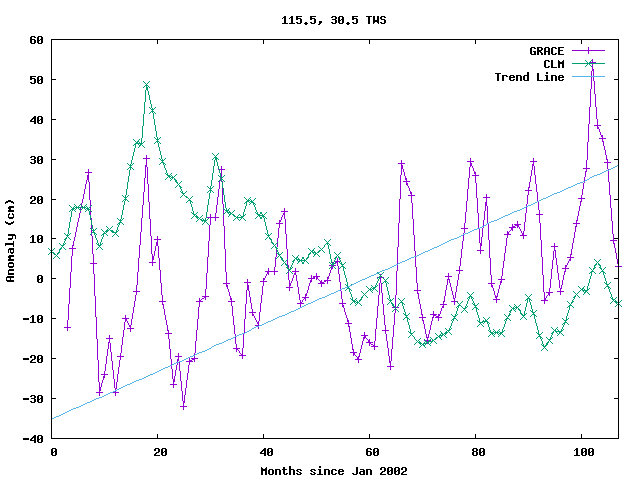 115.5, 30.5 TWS
GRACE
CLM
Trend Line
60
50
40
30
20
10
0
-10
-20
-30
-40
Anomaly (cm)
0 20 40 60 80 100
Months since Jan 2002